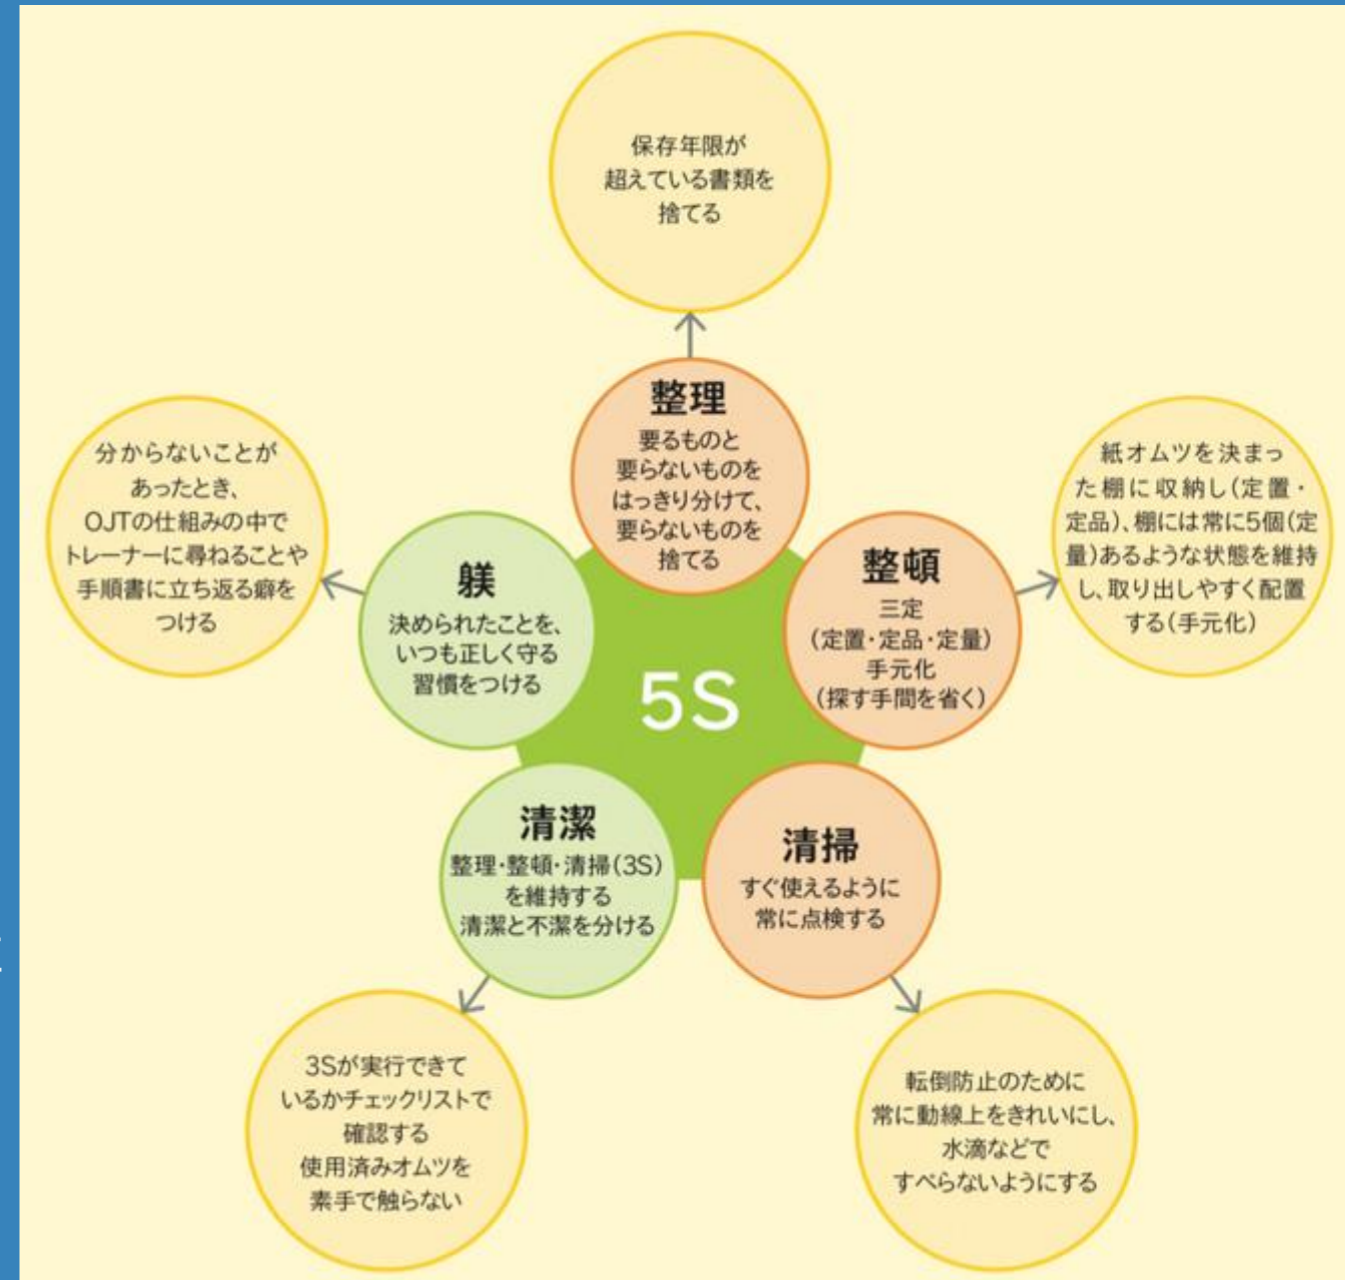 保存年限が
超えている書類を
捨てる
整理
要るものと
要らないものを
はっきり分けて、
要らないものを
捨てる
紙オムツを決まっ
た棚に収納し(定置・
定品)、棚には常に5個(定
量)あるような状態を維持
し、取り出しやすく配置
する(手元化)
整頓
三定
(定置・定品・定量)
手元化
(探す手間を省く)
清掃
すぐ使えるように
常に点検する
転倒防止のために
常に動線上をきれいにし、
水滴などで
すべらないようにする
清潔
整理・整頓・清掃(3S)
を維持する
清潔と不潔を分ける
3Sが実行できて
いるかチェックリストで
確認する
使用済みオムツを
素手で触らない
躾
決められたことを、
いつも正しく守る
習慣をつける
分からないことが
あったとき、
OJTの仕組みの中で
トレーナーに尋ねることや
手順書に立ち返る癖を
つける
5S